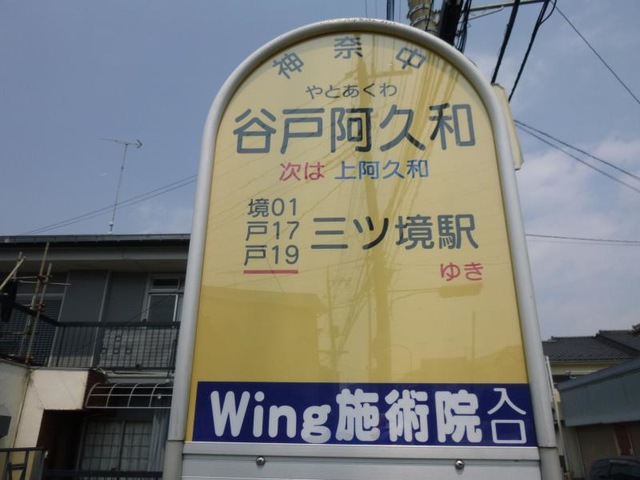 神奈中
やとあくわ
谷戸阿久和
次は 上阿久和
境01
戸17
戸19
三ツ境駅
ゆき
Wing施術院入口